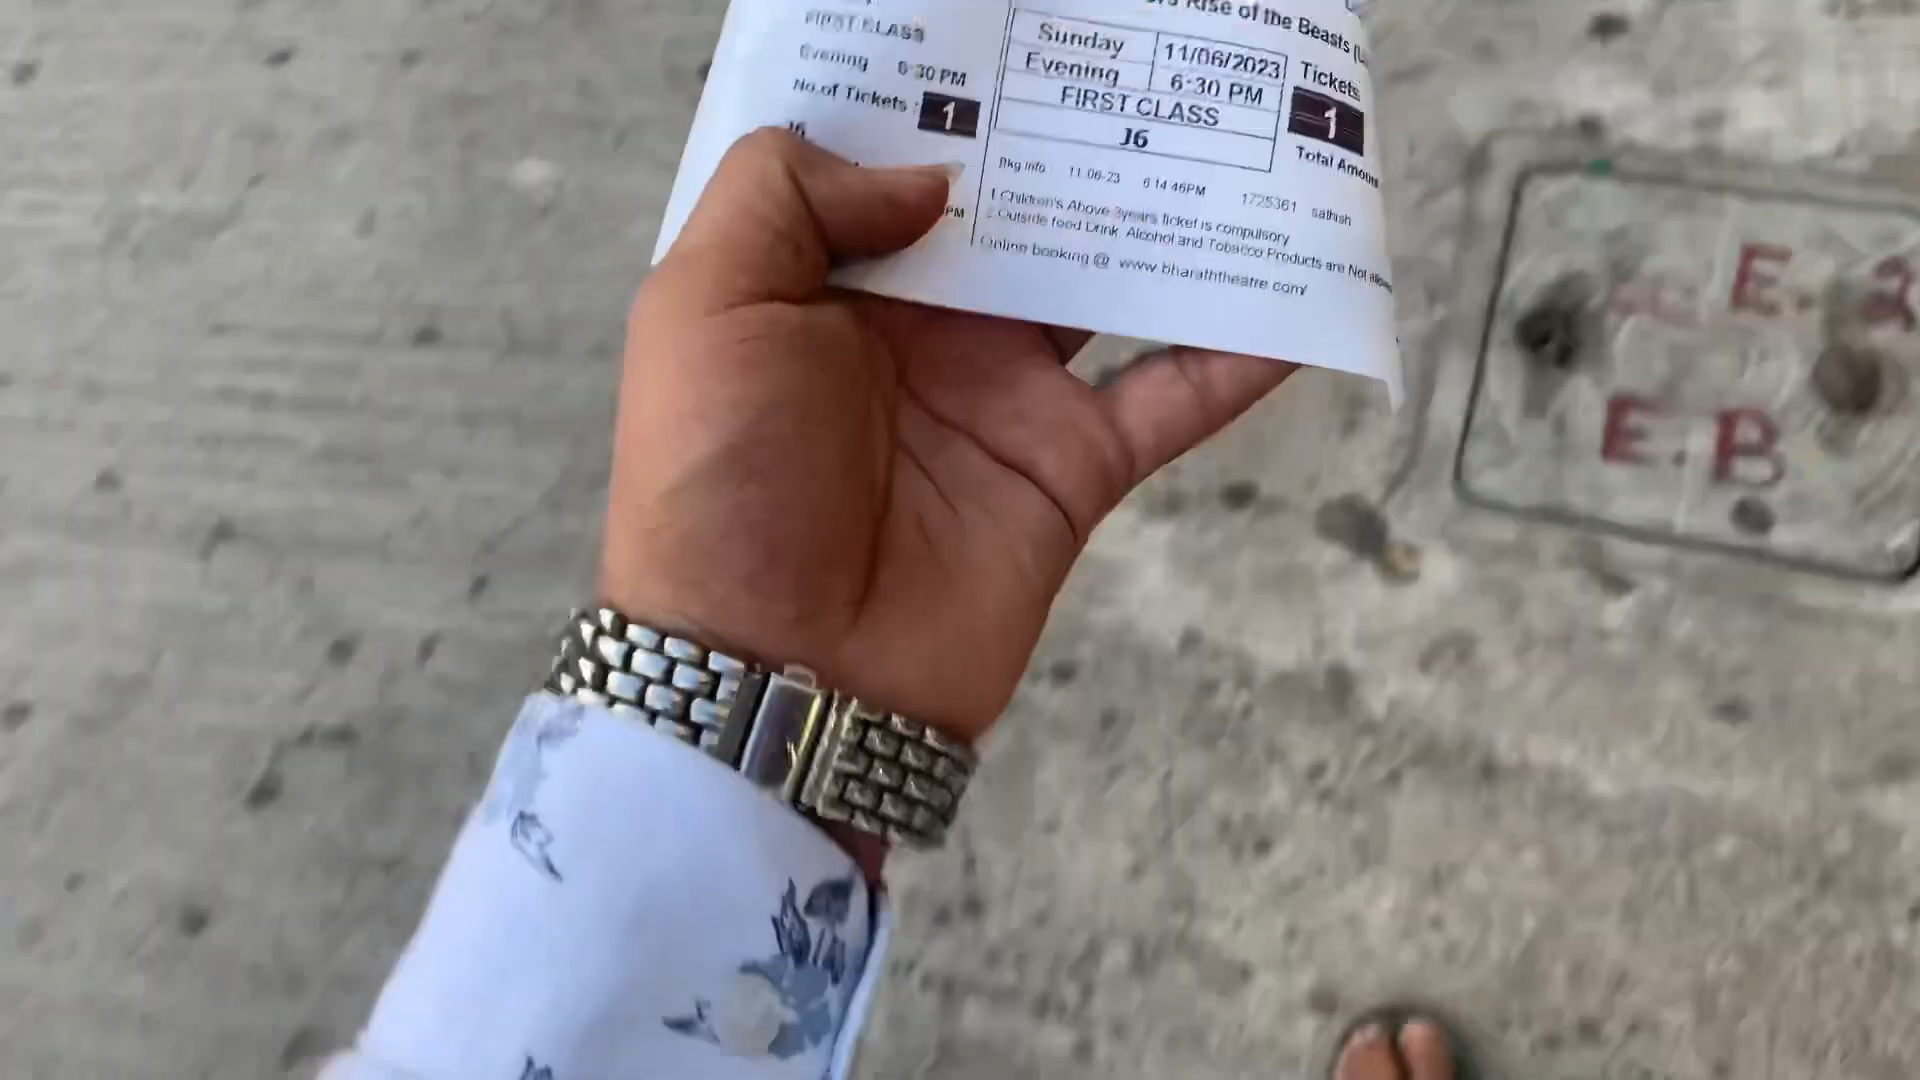 FIRST CLASS
Evening 6:30 PM
No.of Tickets : 1
J6
PM
Rise of the Beasts
Sunday 11/06/2023
Evening 6:30 PM
FIRST CLASS
J6
Tickets
1
Total Amoun
Bkg Info 11-06-23 6:14:46PM 1725361 sathish
1.Children's Above 3years ticket is compulsory
2.Outside food Drink, Alcohol and Tobacco Products are Not
Online booking @ www.bharaththeatre.com/
E.2
E.B